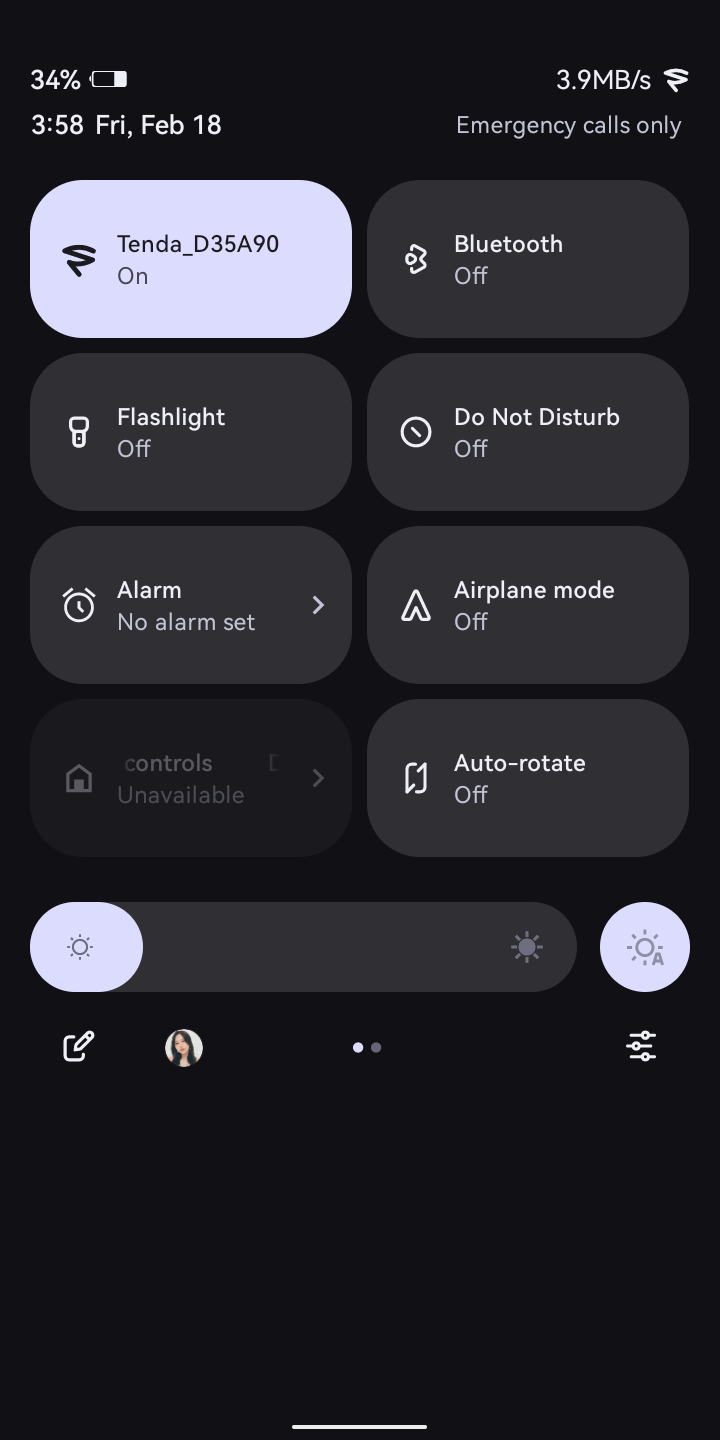 34%
3.9MB/s
3:58 Fri, Feb 18
Emergency calls only
Tenda_D35A90
On
Bluetooth
Off
Flashlight
Off
Do Not Disturb
Off
Alarm
No alarm set
Airplane mode
Off
controls D
Unavailable
Auto-rotate
Off
A